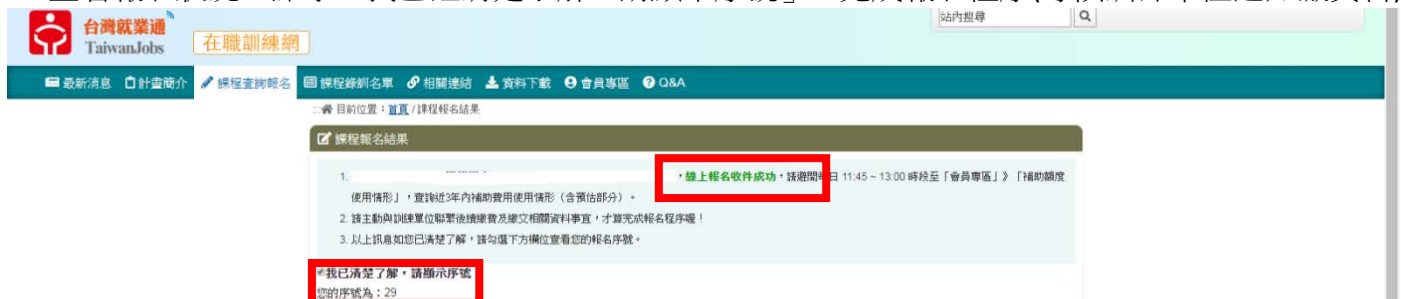 台灣就業通
TaiwanJobs
在職訓練網
站內搜尋
最新消息 計畫簡介 課程查詢報名 課程錄訓名單 相關連結 資料下載 會員專區 Q&A
目前位置：首頁 / 課程報名結果
課程報名結果
1. ，線上報名收件成功，請避開每日 11:45 ~ 13:00 時段至「會員專區」》「補助額度
使用情形」，查詢近3年內補助費用使用情形（含預估部分）。
2. 請主動與訓練單位聯繫後續繳費及繳交相關資料事宜，才算完成報名程序喔！
3. 以上訊息如您已清楚了解，請勾選下方欄位查看您的報名序號。
我已清楚了解，請顯示序號
您的序號為：29